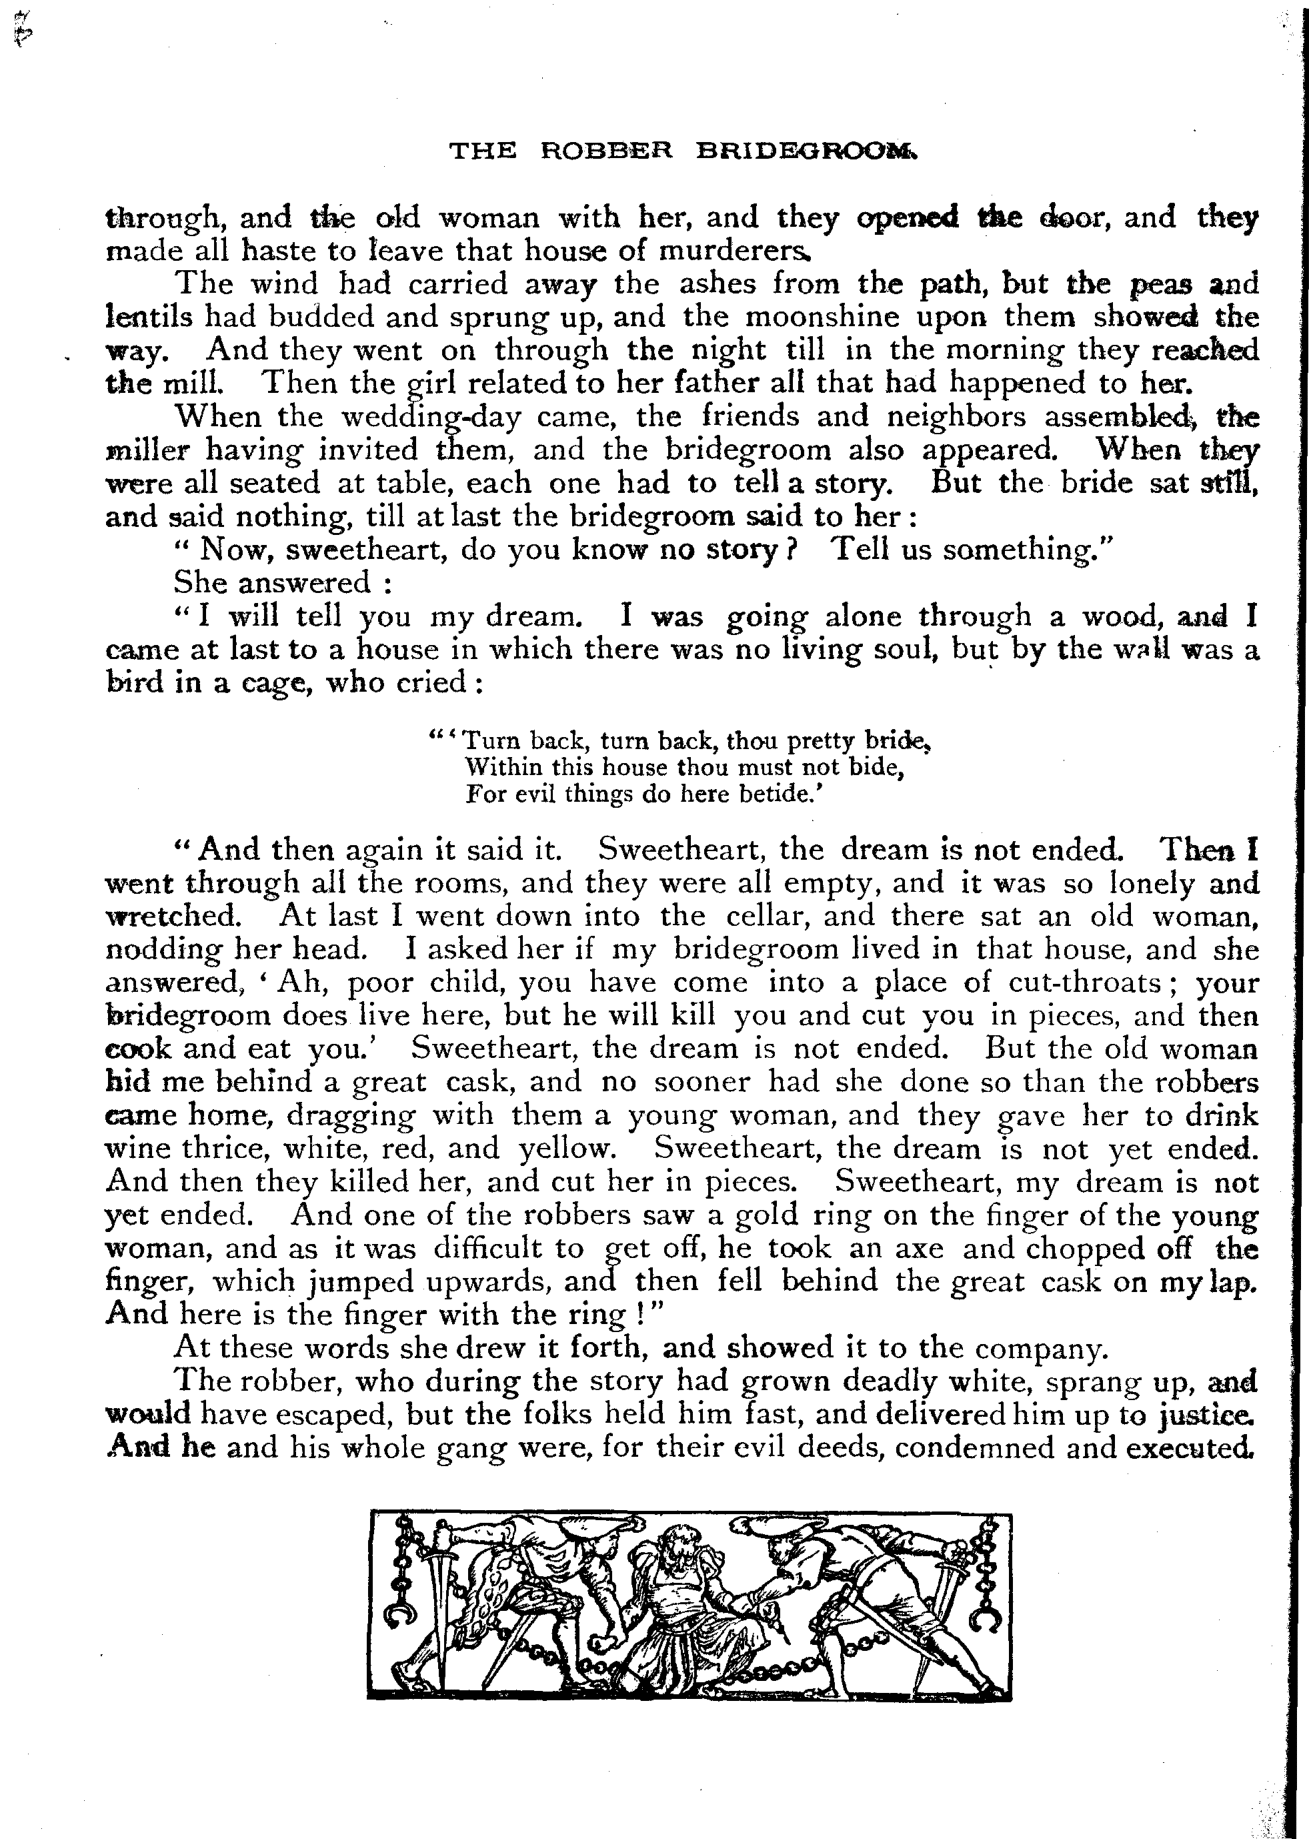 THE ROBBER BRIDEGROOM.
through, and the old woman with her, and they opened the door, and they
made all haste to leave that house of murderers.
The wind had carried away the ashes from the path, but the peas and
lentils had budded and sprung up, and the moonshine upon them showed the
way. And they went on through the night till in the morning they reached
the mill. Then the girl related to her father all that had happened to her.
When the wedding-day came, the friends and neighbors assembled, the
miller having invited them, and the bridegroom also appeared. When they
were all seated at table, each one had to tell a story. But the bride sat still,
and said nothing, till at last the bridegroom said to her :
“ Now, sweetheart, do you know no story ? Tell us something.”
She answered :
“ I will tell you my dream. I was going alone through a wood, and I
came at last to a house in which there was no living soul, but by the wall was a
bird in a cage, who cried :
“ ‘ Turn back, turn back, thou pretty bride,
Within this house thou must not bide,
For evil things do here betide.’
“ And then again it said it. Sweetheart, the dream is not ended. Then I
went through all the rooms, and they were all empty, and it was so lonely and
wretched. At last I went down into the cellar, and there sat an old woman,
nodding her head. I asked her if my bridegroom lived in that house, and she
answered, ‘ Ah, poor child, you have come into a place of cut-throats ; your
bridegroom does live here, but he will kill you and cut you in pieces, and then
cook and eat you.’ Sweetheart, the dream is not ended. But the old woman
hid me behind a great cask, and no sooner had she done so than the robbers
came home, dragging with them a young woman, and they gave her to drink
wine thrice, white, red, and yellow. Sweetheart, the dream is not yet ended.
And then they killed her, and cut her in pieces. Sweetheart, my dream is not
yet ended. And one of the robbers saw a gold ring on the finger of the young
woman, and as it was difficult to get off, he took an axe and chopped off the
finger, which jumped upwards, and then fell behind the great cask on my lap.
And here is the finger with the ring !”
At these words she drew it forth, and showed it to the company.
The robber, who during the story had grown deadly white, sprang up, and
would have escaped, but the folks held him fast, and delivered him up to justice.
And he and his whole gang were, for their evil deeds, condemned and executed.